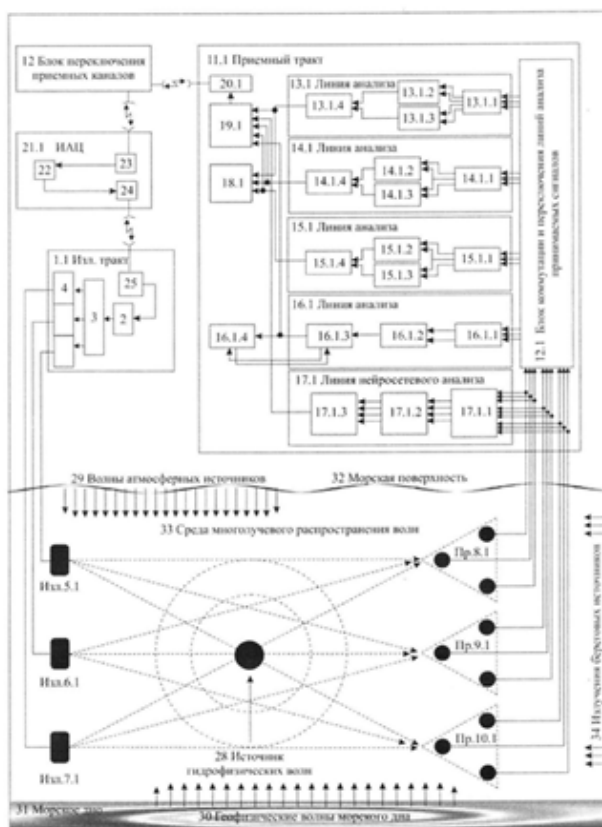 12 Блок переключения
приемных каналов
11.1 Приемный тракт
20.1
19.1
18.1
13.1 Линия анализа
13.1.4
13.1.2
13.1.3
13.1.1
14.1 Линия анализа
14.1.4
14.1.2
14.1.3
14.1.1
15.1 Линия анализа
15.1.4
15.1.2
15.1.3
15.1.1
16.1 Линия анализа
16.1.4
16.1.3
16.1.2
16.1.1
17.1 Линия нейросетевого анализа
17.1.3
17.1.2
17.1.1
12.1 Блок коммутации и переключения линий анализа
принимаемых сигналов
21.1 ИАЦ
22
23
24
1.1 Изл. тракт
25
4
3
2
29 Волны атмосферных источников
32 Морская поверхность
33 Среда многолучевого распространения волн
Изл.5.1
Изл.6.1
Изл.7.1
Пр.8.1
Пр.9.1
Пр.10.1
28 Источник
гидрофизических волн
34 Излучения береговых источников
31 Морское дно
30 Геофизические волны морского дна